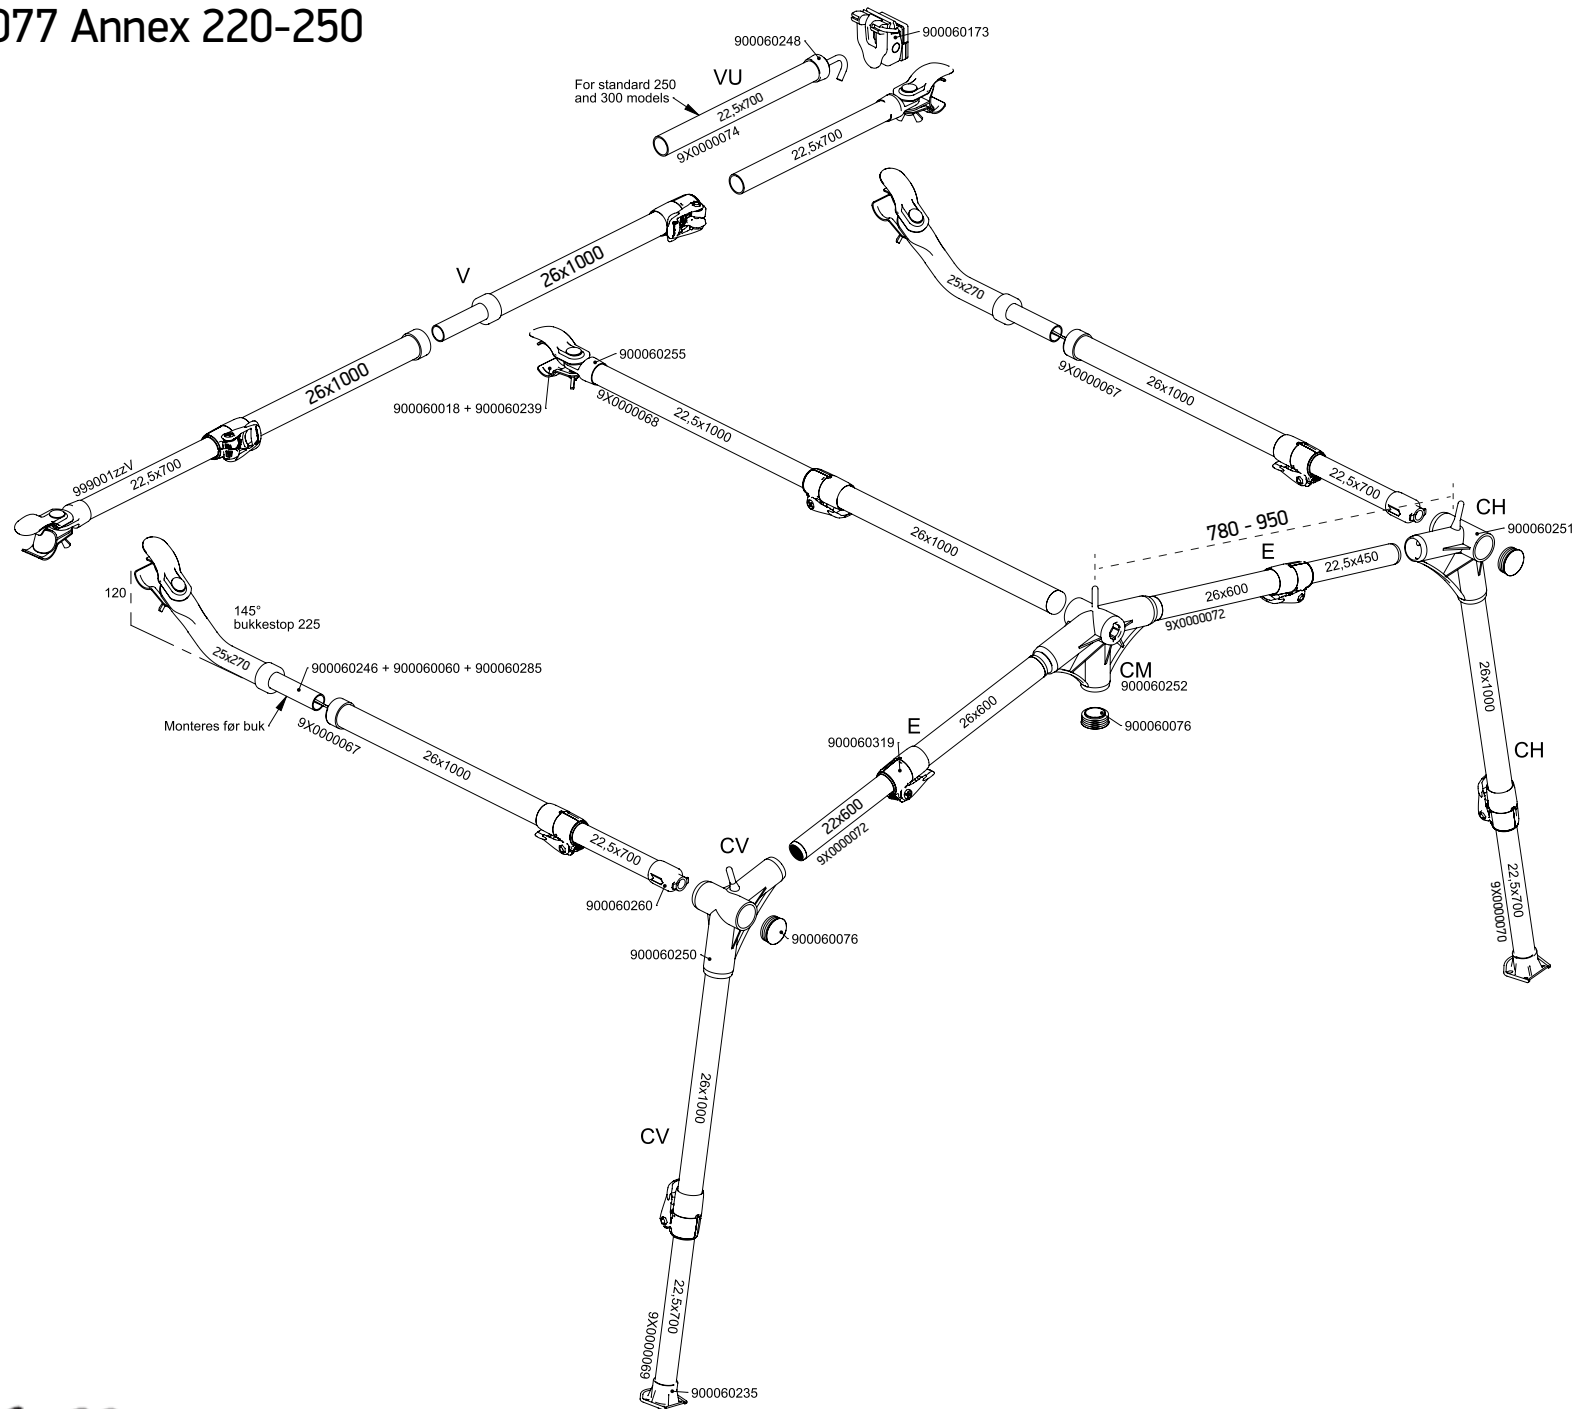 077 Annex 220-250
900060248
900060173
VU
For standard 250
and 300 models
22,5x700
9X0000074
22,5x700
V
26x1000
26x1000
22,5x700
999001zzV
25x270
9X0000067
26x1000
22,5x700
900060255
900060018 + 900060239
9X0000068
22,5x1000
26x1000
780 - 950
CH
900060251
E
22,5x450
26x600
9X0000072
CM
900060252
900060076
120
145°
bukkestop 225
25x270
900060246 + 900060060 + 900060285
Monteres før buk
9X0000067
26x1000
22,5x700
900060260
E
900060319
26x600
22x600
9X0000072
CV
900060250
900060076
26x1000
CH
22,5x700
9X0000070
26x1000
CV
22,5x700
9X0000069
900060235